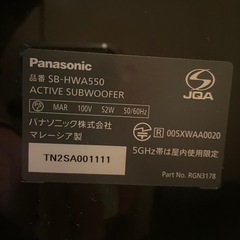 Panasonic
品番 SB-HWA550
ACTIVE SUBWOOFER
MAR 100V 52W 50/60Hz
パナソニック株式会社
マレーシア製
JQA
R 005XWAA0020
5GHz帯は屋内使用限定
TN2SA001111
Part No. RGN3178